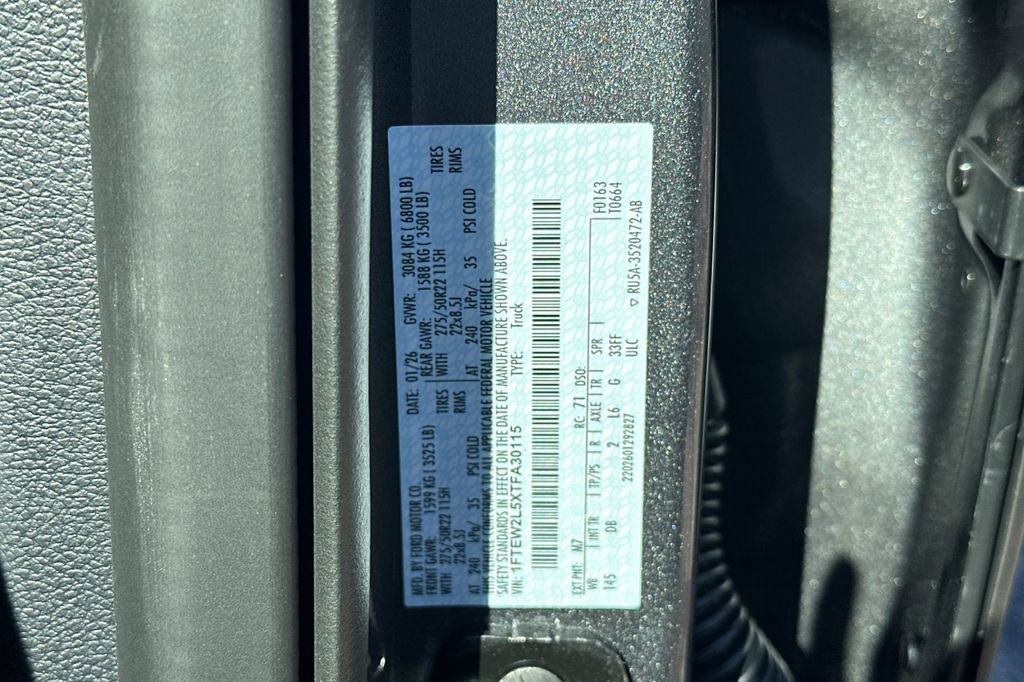 MFD. BY FORD MOTOR CO. DATE: 01/26 GVWR: 3084 KG ( 6800 LB)
FRONT GAWR: 1599 KG ( 3525 LB) REAR GAWR: 1588 KG ( 3500 LB)
WITH 275/50R22 115H TIRES WITH 275/50R22 115H TIRES
22x8.5J RIMS 22x8.5J RIMS
AT 240 kPa/ 35 PSI COLD AT 240 kPa/ 35 PSI COLD
THIS VEHICLE CONFORMS TO ALL APPLICABLE FEDERAL MOTOR VEHICLE
SAFETY STANDARDS IN EFFECT ON THE DATE OF MANUFACTURE SHOWN ABOVE.
VIN: 1FTEW2L5XTFA30115 TYPE: Truck
EXT PNT: M7 RC: 71 DSO: F0163
WB INT TR TP/PS R AXLE TR SPR T0664
145 DB 2 L6 G 33FF
ULC
2202601292827 ▽ RU5A-3520472-AB